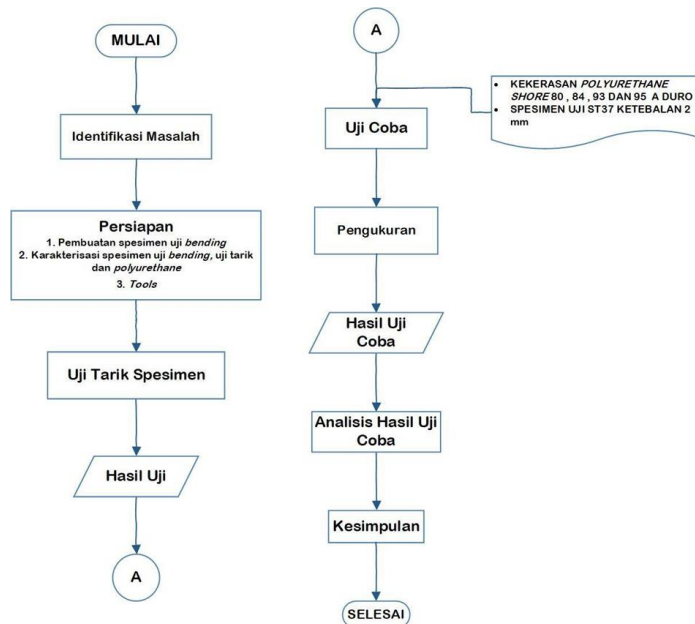 MULAI
Identifikasi Masalah
Persiapan
1. Pembuatan spesimen uji bending
2. Karakterisasi spesimen uji bending, uji tarik
dan polyurethane
3. Tools
Uji Tarik Spesimen
Hasil Uji
A
A
• KEKERASAN POLYURETHANE
SHORE 80 , 84 , 93 DAN 95 A DURO
• SPESIMEN UJI ST37 KETEBALAN 2
mm
Uji Coba
Pengukuran
Hasil Uji
Coba
Analisis Hasil Uji
Coba
Kesimpulan
SELESAI